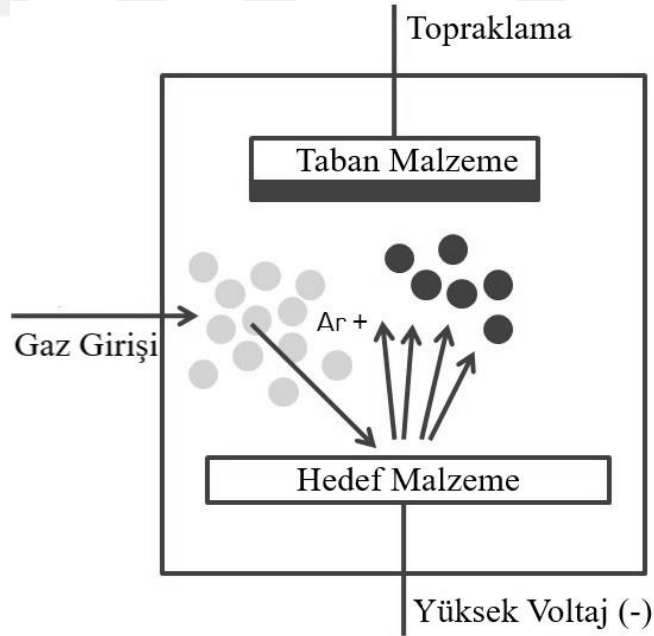 Topraklama
Taban Malzeme
Ar +
Gaz Girişi
Hedef Malzeme
Yüksek Voltaj (-)